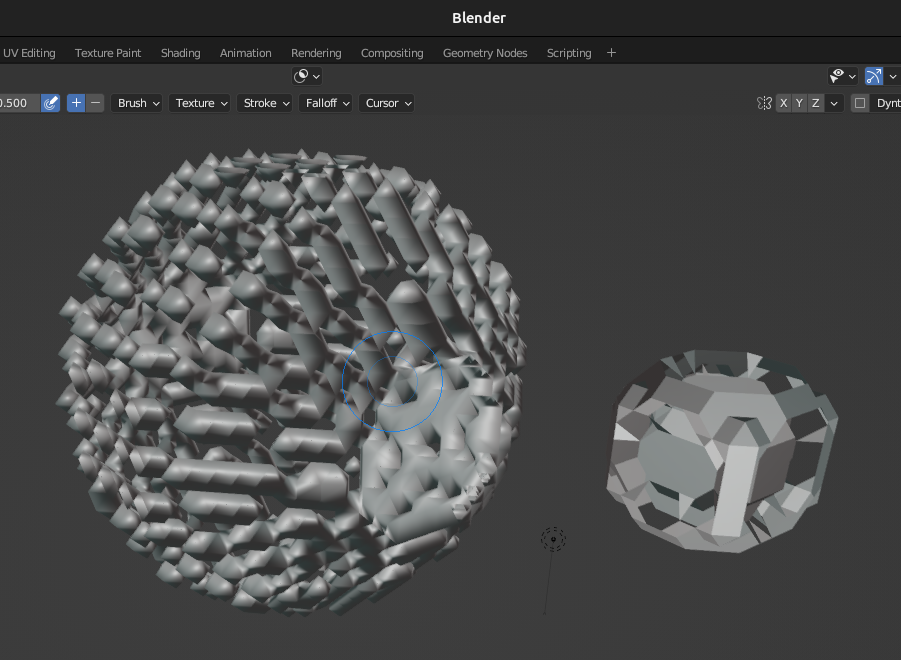 Blender
UV Editing Texture Paint Shading Animation Rendering Compositing Geometry Nodes Scripting +
0.500 + − Brush Texture Stroke Falloff Cursor X Y Z